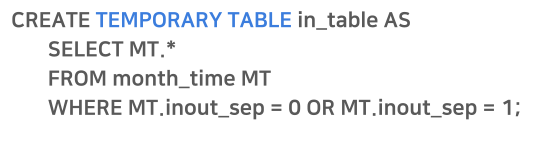 CREATE TEMPORARY TABLE in_table AS
SELECT MT.*
FROM month_time MT
WHERE MT.inout_sep = 0 OR MT.inout_sep = 1;